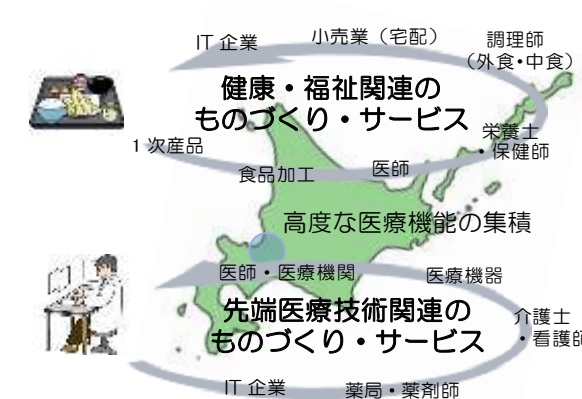 IT 企業
小売業（宅配）
調理師
（外食・中食）
健康・福祉関連の
ものづくり・サービス
栄養士
・保健師
1 次産品
食品加工
医師
高度な医療機能の集積
医師・医療機関
医療機器
先端医療技術関連の
ものづくり・サービス
介護士
・看護師
IT 企業
薬局・薬剤師